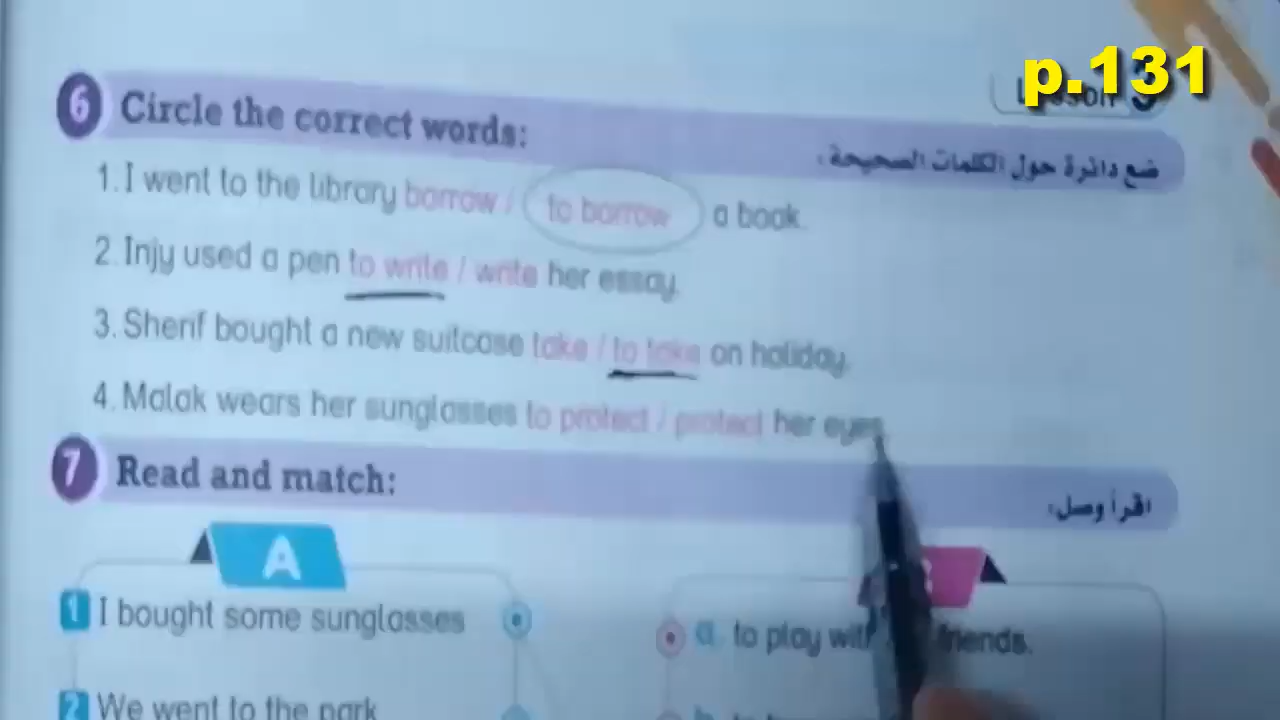 p.131
6 Circle the correct words:
ضع دائرة حول الكلمات الصحيحة:
1. I went to the library borrow / to borrow a book.
2. Injy used a pen to write / write her essay.
3. Sherif bought a new suitcase take / to take on holiday.
4. Malak wears her sunglasses to protect / protect her eyes
7 Read and match:
اقرأ وصل:
A
1 I bought some sunglasses
a. to play with friends.
2 We went to the park